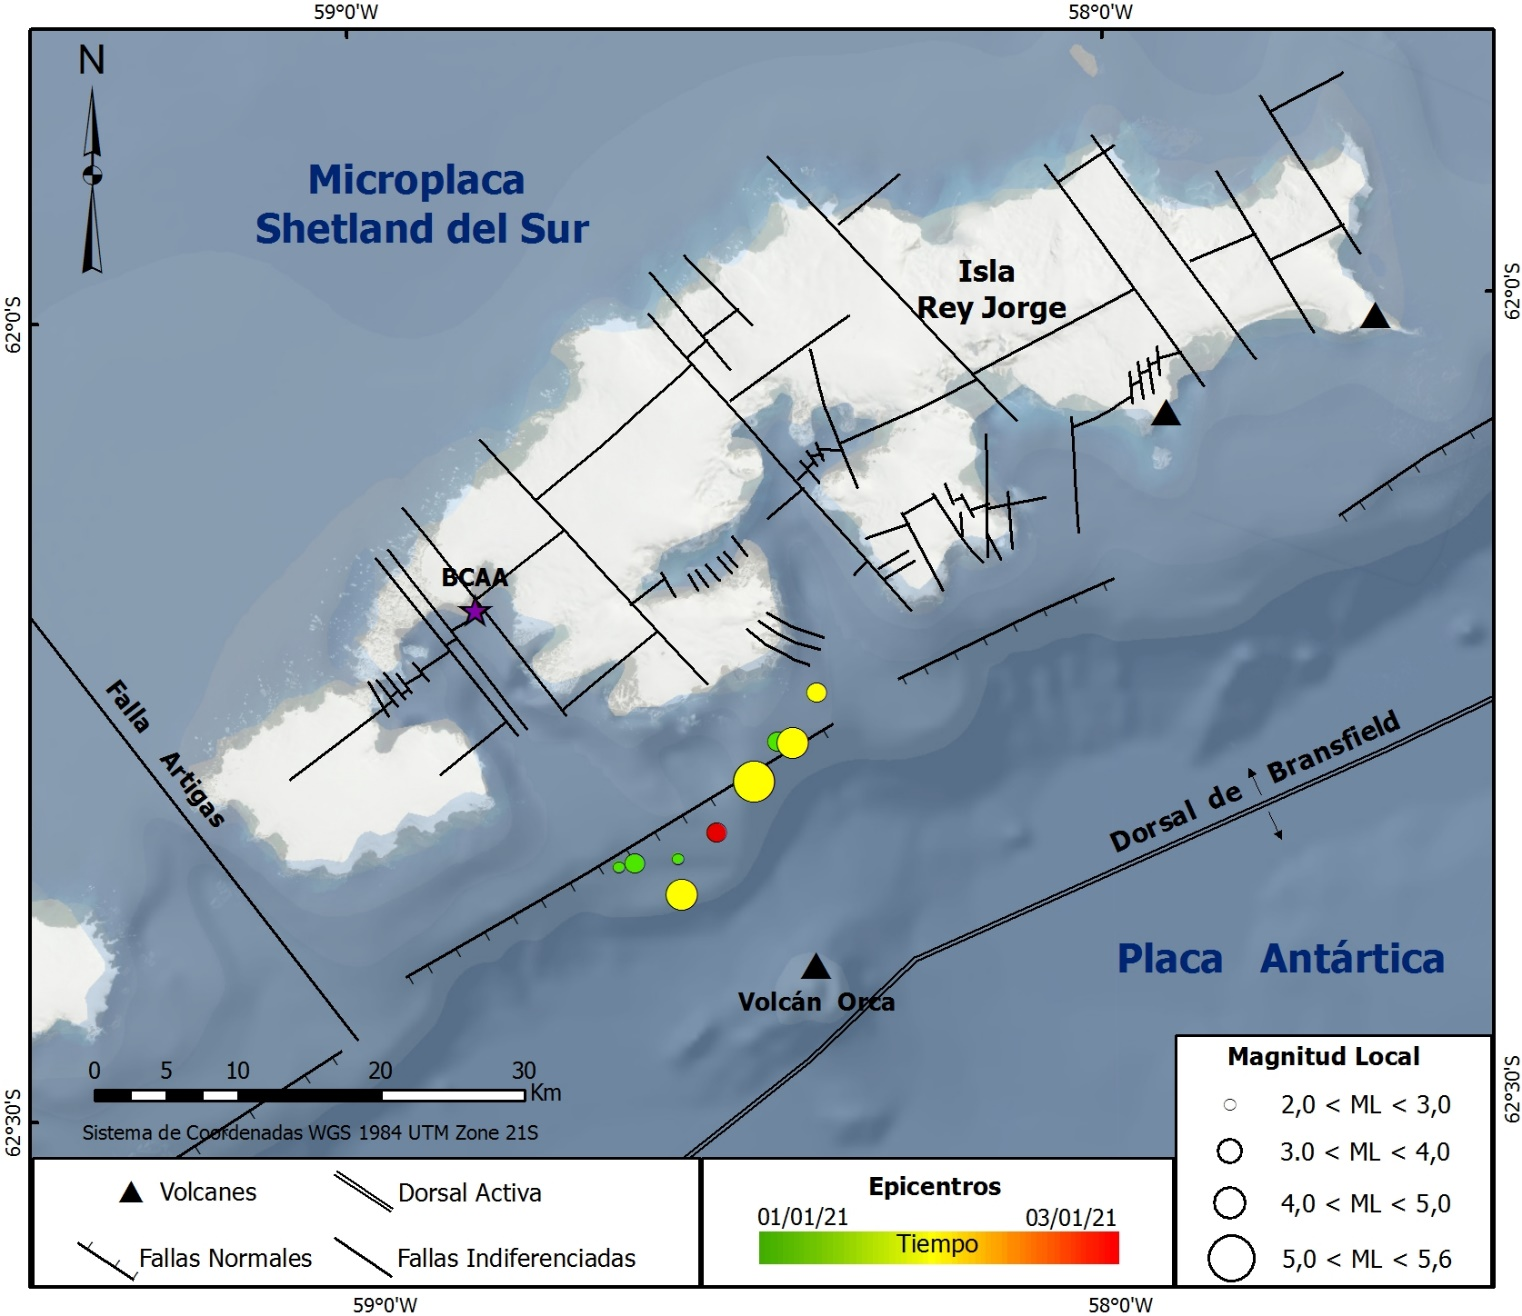 59°0'W
58°0'W
N
Microplaca
Shetland del Sur
Isla
Rey Jorge
62°0'S
62°0'S
BCAA
Falla Artigas
Dorsal de Bransfield
Placa Antártica
Volcán Orca
0 5 10 20 30
Km
Sistema de Coordenadas WGS 1984 UTM Zone 21S
62°30'S
62°30'S
Volcanes
Dorsal Activa
Fallas Normales
Fallas Indiferenciadas
Epicentros
01/01/21
03/01/21
Tiempo
Magnitud Local
2,0 < ML < 3,0
3.0 < ML < 4,0
4,0 < ML < 5,0
5,0 < ML < 5,6
59°0'W
58°0'W